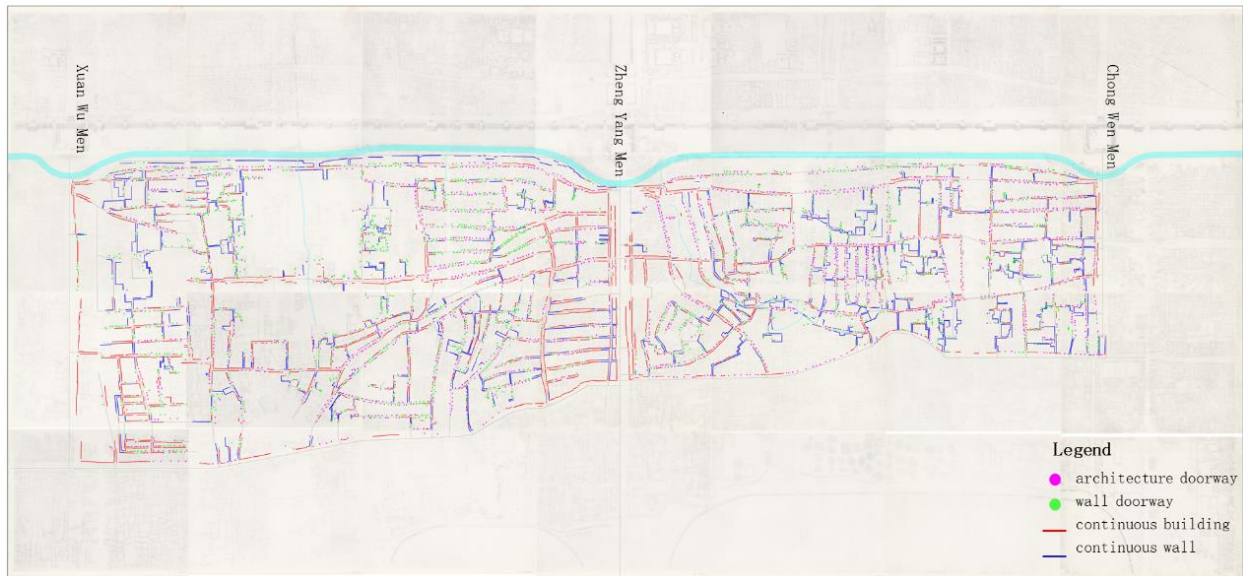 Xuan Wu Men
Zheng Yang Men
Chong Wen Men
Legend
architecture doorway
wall doorway
continuous building
continuous wall